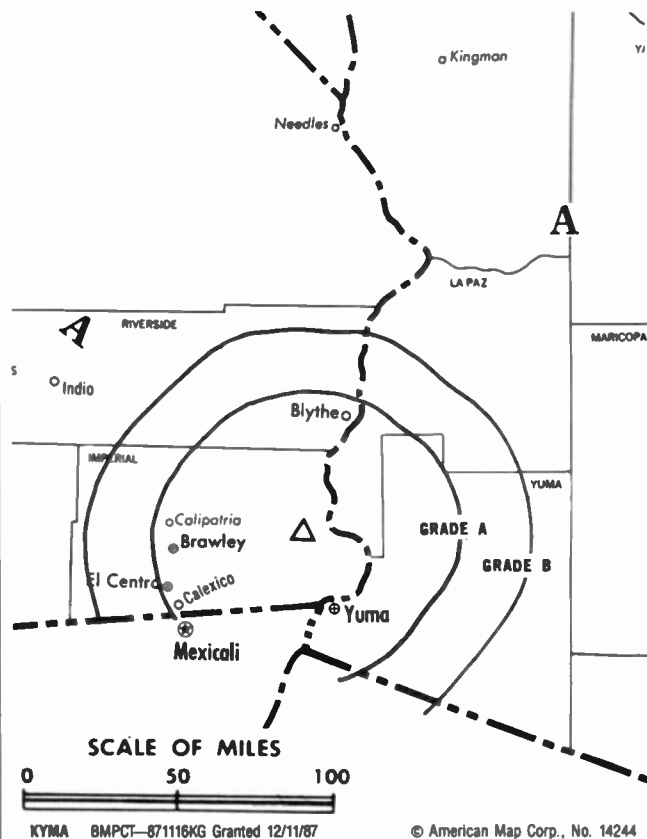 Kingman
Y
Needles
A
LA PAZ
A
RIVERSIDE
MARICOPA
s
Indio
Blythe
IMPERIAL
YUMA
Calipatria
GRADE A
Brawley
GRADE B
El Centro
Calexico
Yuma
Mexicali
SCALE OF MILES
0 50 100
KYMA BMPCT—871116KG Granted 12/11/87 © American Map Corp., No. 14244